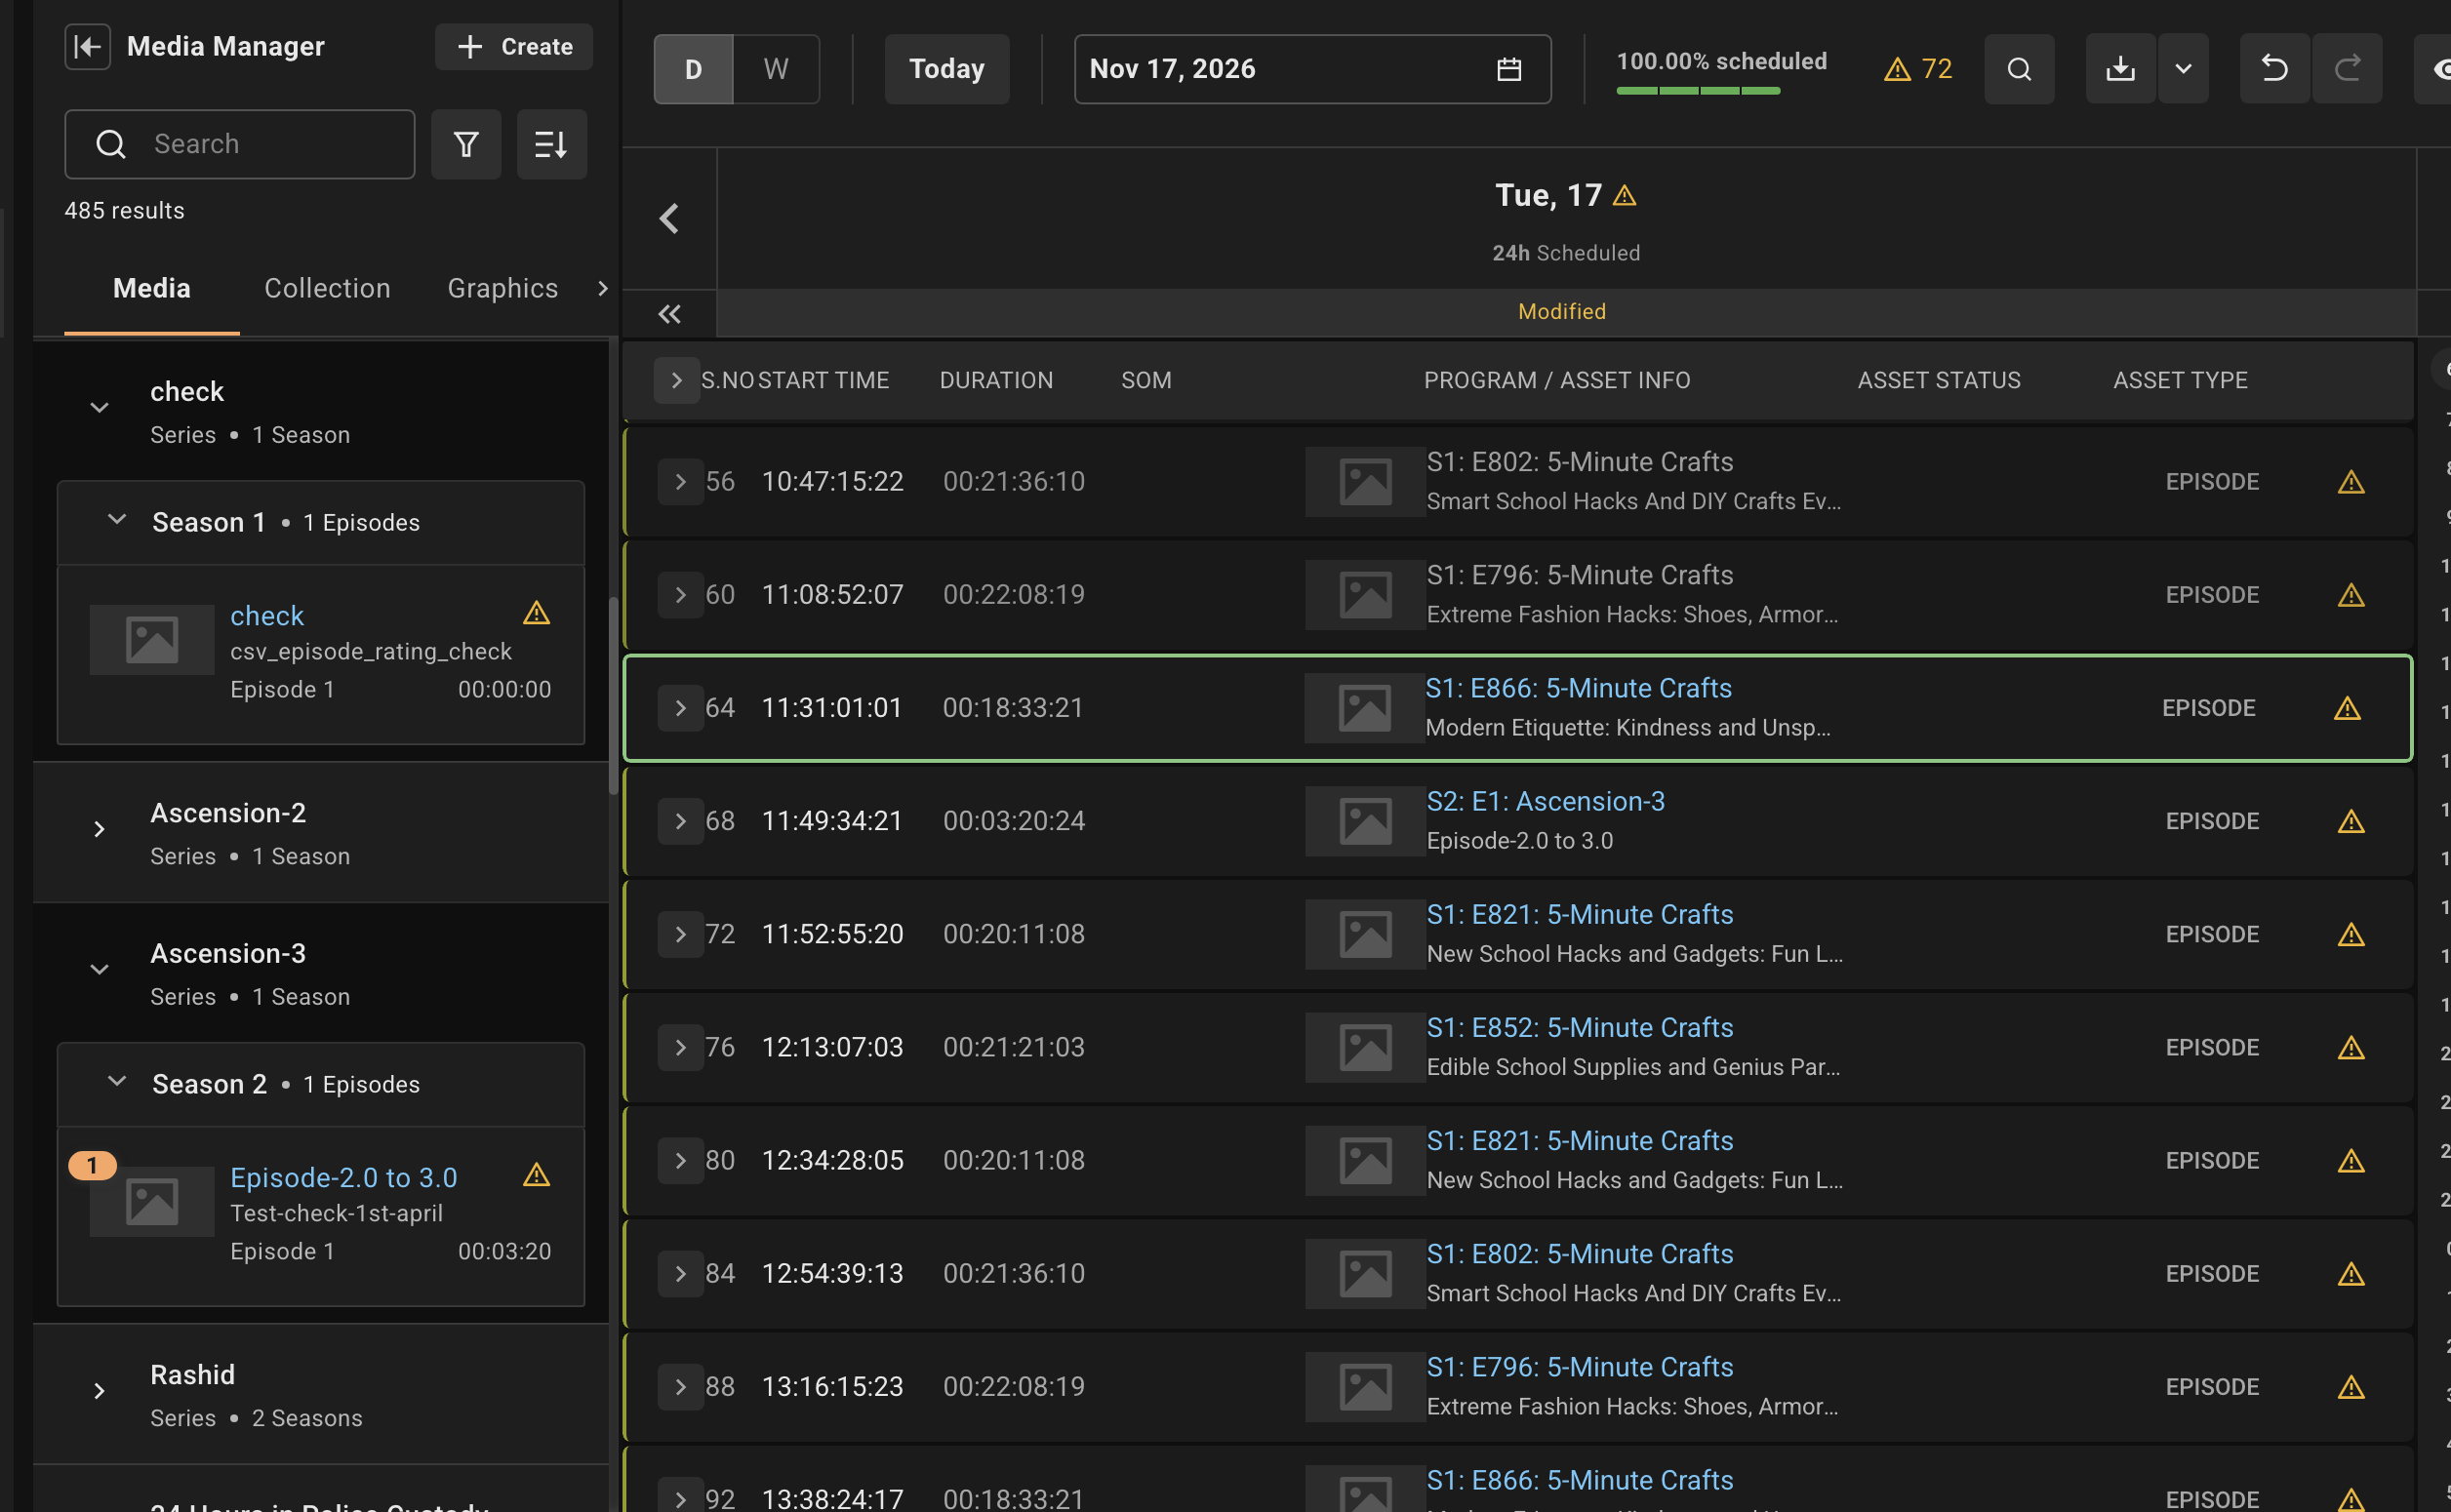 Media Manager
Create
Search
485 results
Media Collection Graphics
check
Series • 1 Season
Season 1 • 1 Episodes
check
csv_episode_rating_check
Episode 1 00:00:00
Ascension-2
Series • 1 Season
Ascension-3
Series • 1 Season
Season 2 • 1 Episodes
1
Episode-2.0 to 3.0
Test-check-1st-april
Episode 1 00:03:20
Rashid
Series • 2 Seasons
24 Hours in Police Custody
D W Today Nov 17, 2026 100.00% scheduled 72
Tue, 17
24h Scheduled
Modified
S.NO START TIME DURATION SOM PROGRAM / ASSET INFO ASSET STATUS ASSET TYPE
56 10:47:15:22 00:21:36:10 S1: E802: 5-Minute Crafts EPISODE
Smart School Hacks And DIY Crafts Ev...
60 11:08:52:07 00:22:08:19 S1: E796: 5-Minute Crafts EPISODE
Extreme Fashion Hacks: Shoes, Armor...
64 11:31:01:01 00:18:33:21 S1: E866: 5-Minute Crafts EPISODE
Modern Etiquette: Kindness and Unsp...
68 11:49:34:21 00:03:20:24 S2: E1: Ascension-3 EPISODE
Episode-2.0 to 3.0
72 11:52:55:20 00:20:11:08 S1: E821: 5-Minute Crafts EPISODE
New School Hacks and Gadgets: Fun L...
76 12:13:07:03 00:21:21:03 S1: E852: 5-Minute Crafts EPISODE
Edible School Supplies and Genius Par...
80 12:34:28:05 00:20:11:08 S1: E821: 5-Minute Crafts EPISODE
New School Hacks and Gadgets: Fun L...
84 12:54:39:13 00:21:36:10 S1: E802: 5-Minute Crafts EPISODE
Smart School Hacks And DIY Crafts Ev...
88 13:16:15:23 00:22:08:19 S1: E796: 5-Minute Crafts EPISODE
Extreme Fashion Hacks: Shoes, Armor...
92 13:38:24:17 00:18:33:21 S1: E866: 5-Minute Crafts EPISODE